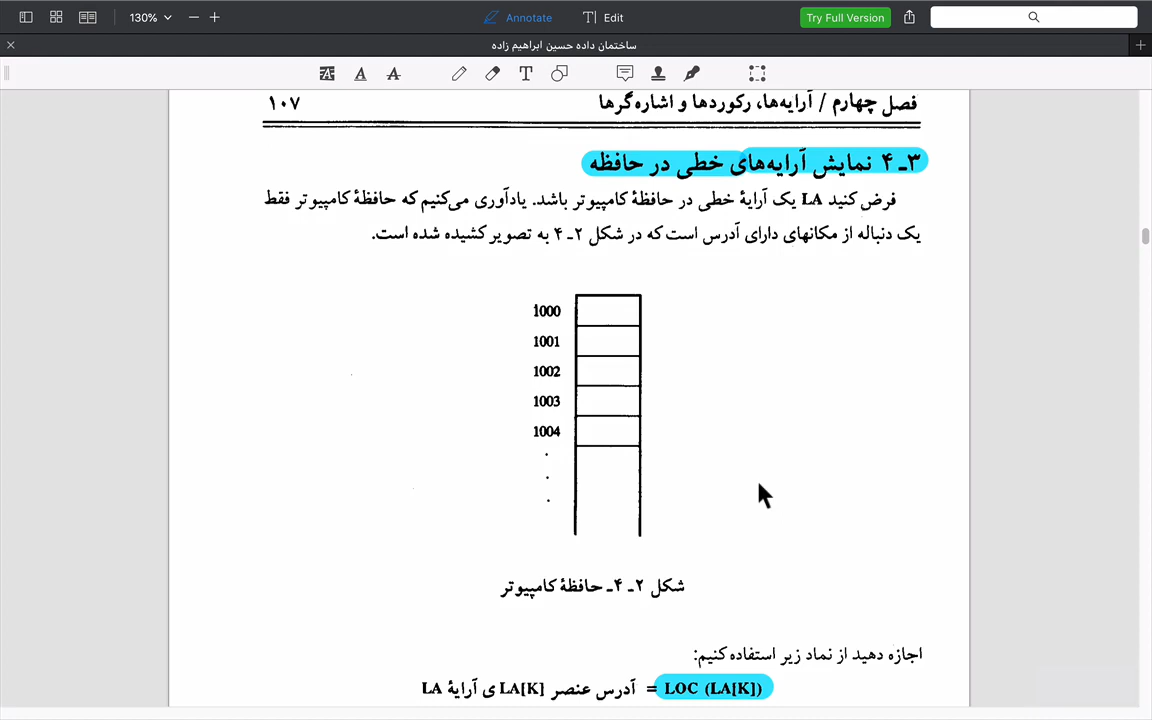 130%
Annotate
Edit
Try Full Version
ساختمان داده حسین ابراهیم زاده
فصل چهارم / آرایه‌ها، رکوردها و اشاره‌گرها ۱۰۷
۳ـ ۴ نمایش آرایه‌های خطی در حافظه
فرض کنید LA یک آرایهٔ خطی در حافظهٔ کامپیوتر باشد. یادآوری می‌کنیم که حافظهٔ کامپیوتر فقط
یک دنباله از مکانهای دارای آدرس است که در شکل ۲ـ ۴ به تصویر کشیده شده است.
1000
1001
1002
1003
1004
شکل ۲ـ ۴ـ حافظهٔ کامپیوتر
اجازه دهید از نماد زیر استفاده کنیم:
LOC (LA[K]) = آدرس عنصر LA[K] ی آرایهٔ LA